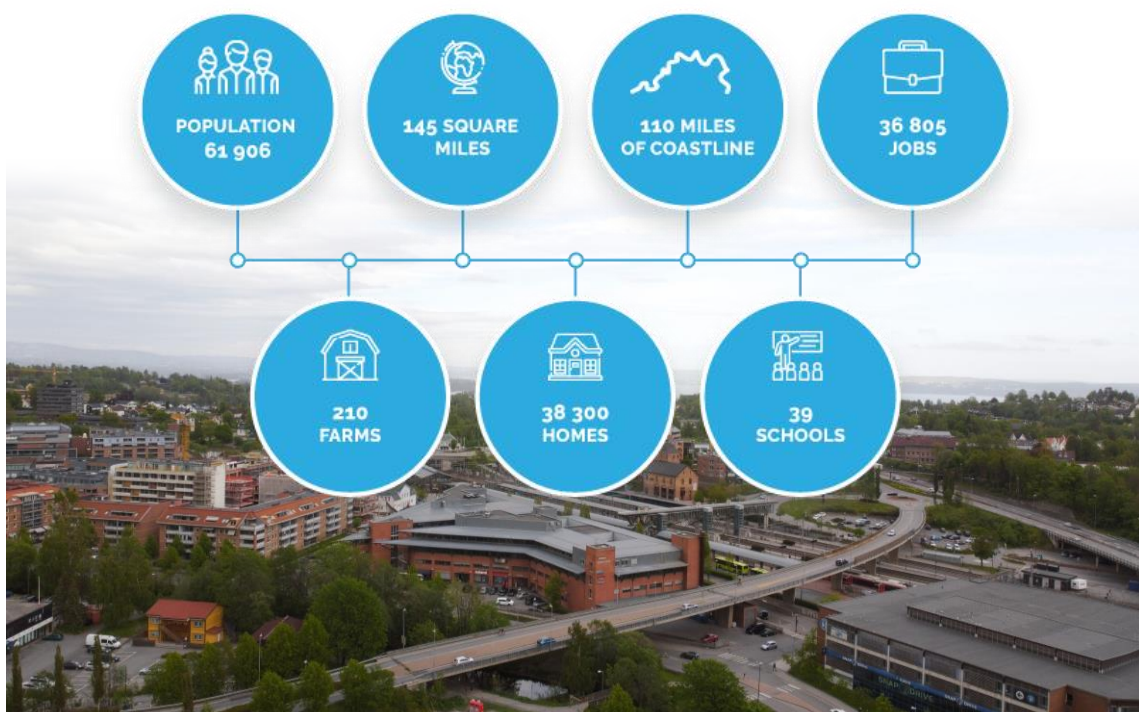 POPULATION
61 906
145 SQUARE
MILES
110 MILES
OF COASTLINE
36 805
JOBS
210
FARMS
38 300
HOMES
39
SCHOOLS